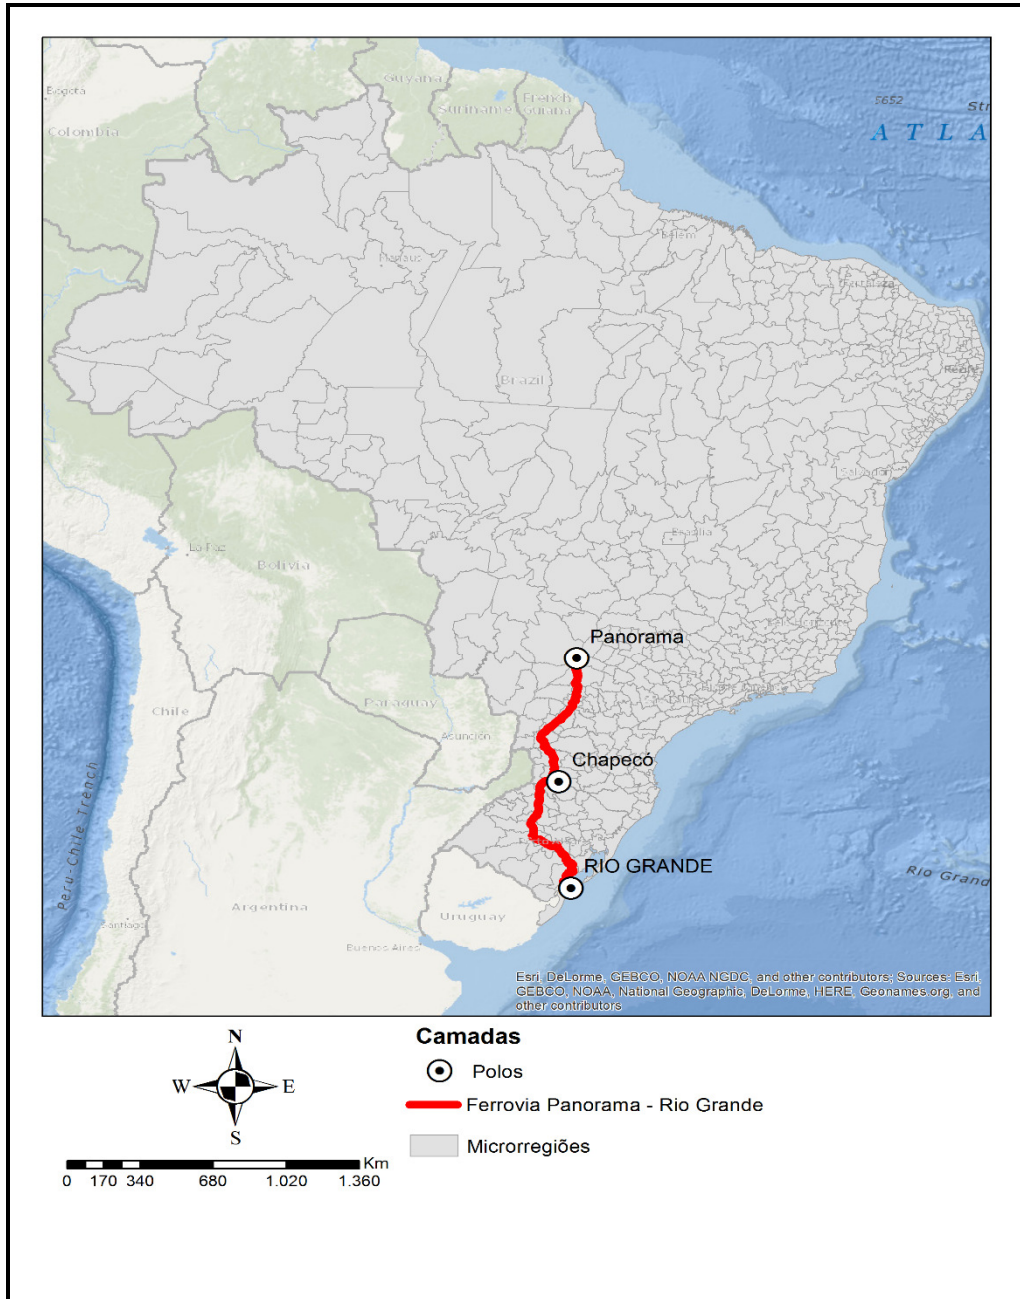 Bogota
Colombia
Guyana
Suriname
French
Guiana
5652
Str
ATLA
Belém
Manaus
Fortaleza
Brazil
Recife
Salvador
Brasília
La Paz
Bolivia
Panorama
Paraguay
Chile
Asunción
Chapecó
Peru-Chile Trench
RIO GRANDE
Rio Grand
Argentina
Uruguay
Santiago
Buenos Aires
Esri, DeLorme, GEBCO, NOAA NGDC, and other contributors; Sources: Esri,
GEBCO, NOAA, National Geographic, DeLorme, HERE, Geonames.org, and
other contributors
N
W
E
S
Camadas
Polos
Ferrovia Panorama - Rio Grande
Microrregiões
Km
0 170 340 680 1.020 1.360